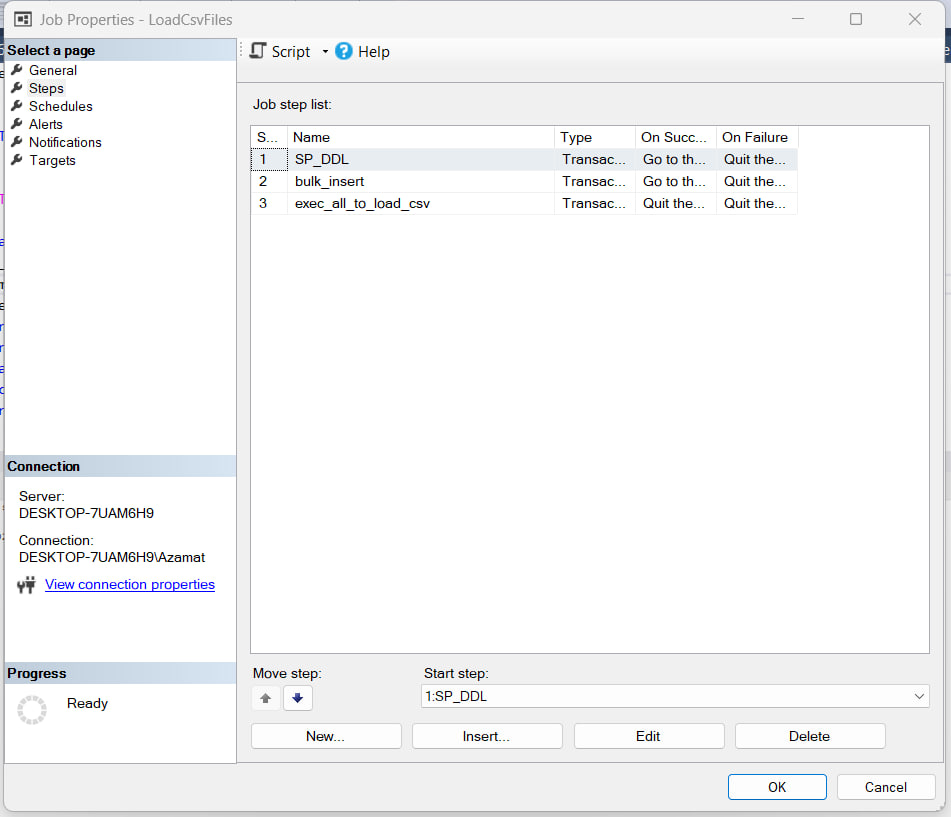 Job Properties - LoadCsvFiles
Select a page
General
Steps
Schedules
Alerts
Notifications
Targets
Script
Help
Job step list:
S... Name Type On Succ... On Failure
1 SP_DDL Transac... Go to th... Quit the...
2 bulk_insert Transac... Go to th... Quit the...
3 exec_all_to_load_csv Transac... Quit the... Quit the...
Connection
Server:
DESKTOP-7UAM6H9
Connection:
DESKTOP-7UAM6H9\Azamat
View connection properties
Progress
Ready
Move step:
Start step:
1:SP_DDL
New...
Insert...
Edit
Delete
OK
Cancel